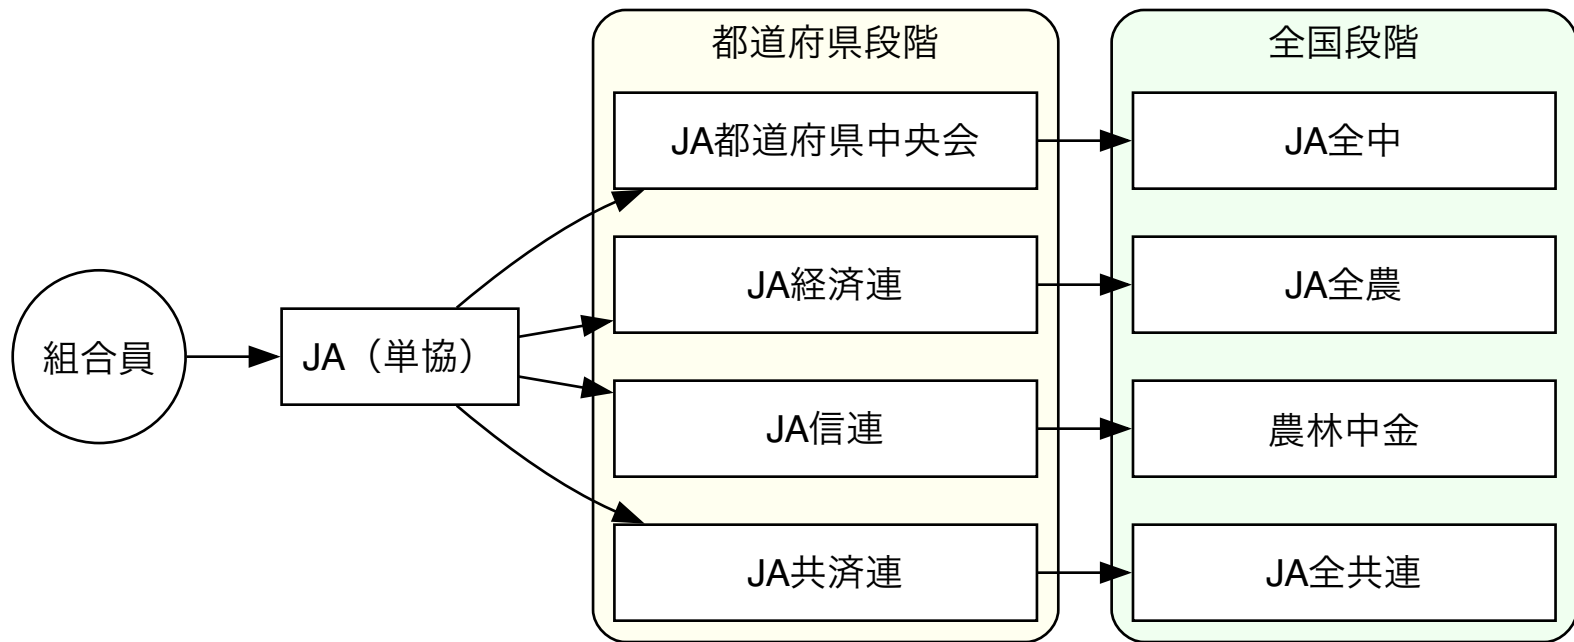 都道府県段階
全国段階
JA都道府県中央会
JA全中
JA経済連
JA全農
組合員
JA（単協）
JA信連
農林中金
JA共済連
JA全共連